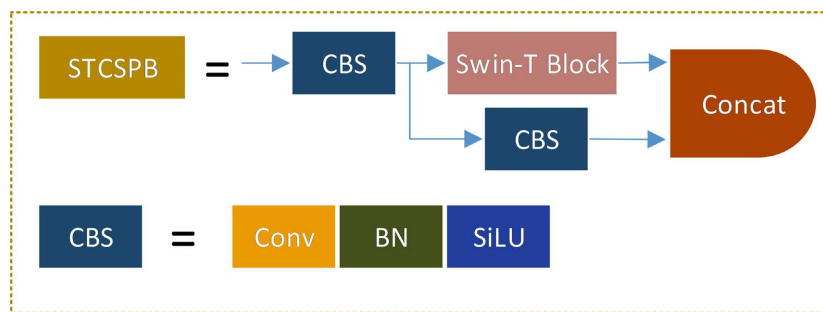 STCSPB = CBS Swin-T Block
CBS
Concat
CBS = Conv BN SiLU